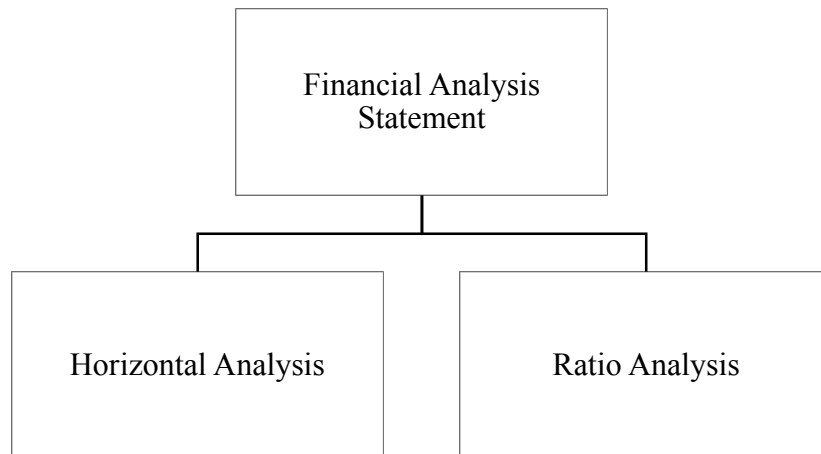 Financial Analysis
Statement
Horizontal Analysis
Ratio Analysis